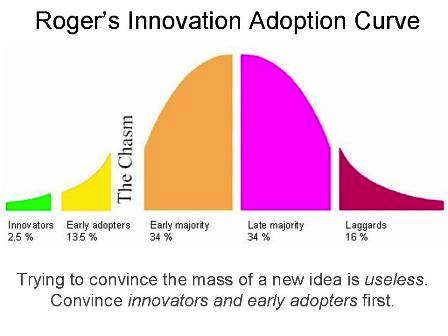 Roger's Innovation Adoption Curve
The Chasm
Innovators
2.5 %
Early adopters
13.5 %
Early majority
34 %
Late majority
34 %
Laggards
16 %
Trying to convince the mass of a new idea is useless.
Convince innovators and early adopters first.